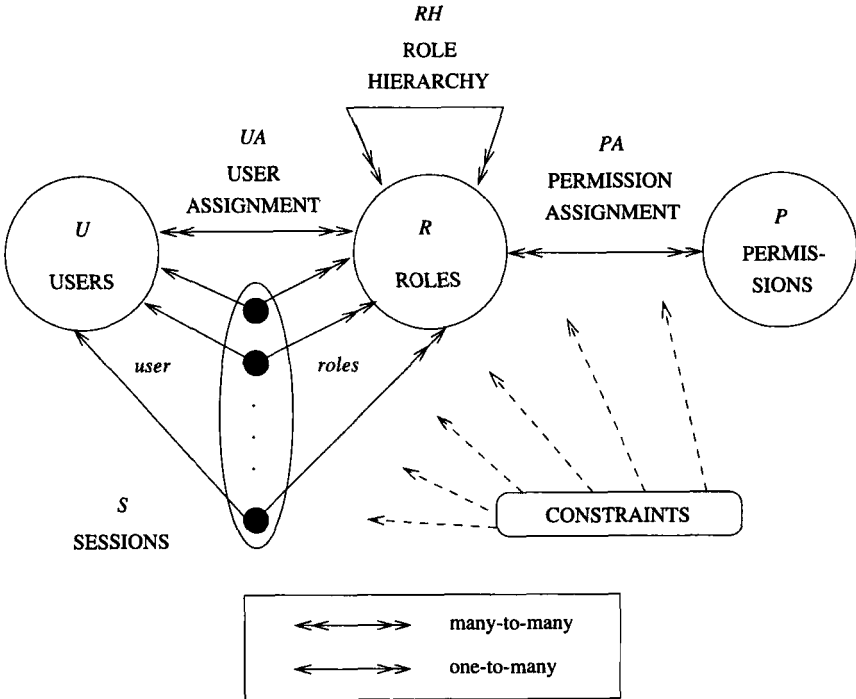 RH
ROLE
HIERARCHY
UA
USER
ASSIGNMENT
PA
PERMISSION
ASSIGNMENT
U
USERS
R
ROLES
P
PERMIS-
SIONS
user
roles
S
SESSIONS
CONSTRAINTS
many-to-many
one-to-many